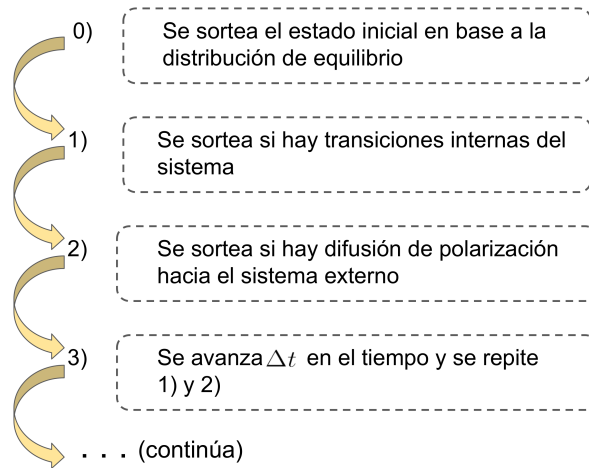 0) Se sortea el estado inicial en base a la
distribución de equilibrio
1) Se sortea si hay transiciones internas del
sistema
2) Se sortea si hay difusión de polarización
hacia el sistema externo
3) Se avanza Δt en el tiempo y se repite
1) y 2)
. . . (continúa)